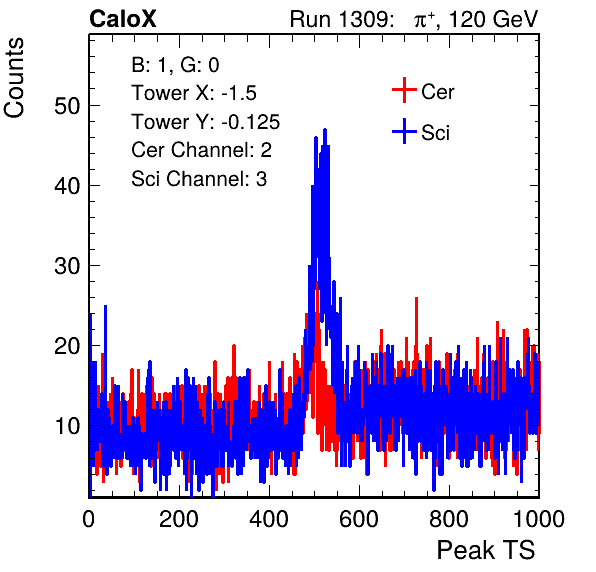 CaloX Run 1309: π⁺, 120 GeV
Counts
B: 1, G: 0
Tower X: -1.5
Tower Y: -0.125
Cer Channel: 2
Sci Channel: 3
Cer
Sci
50
40
30
20
10
0 200 400 600 800 1000
Peak TS